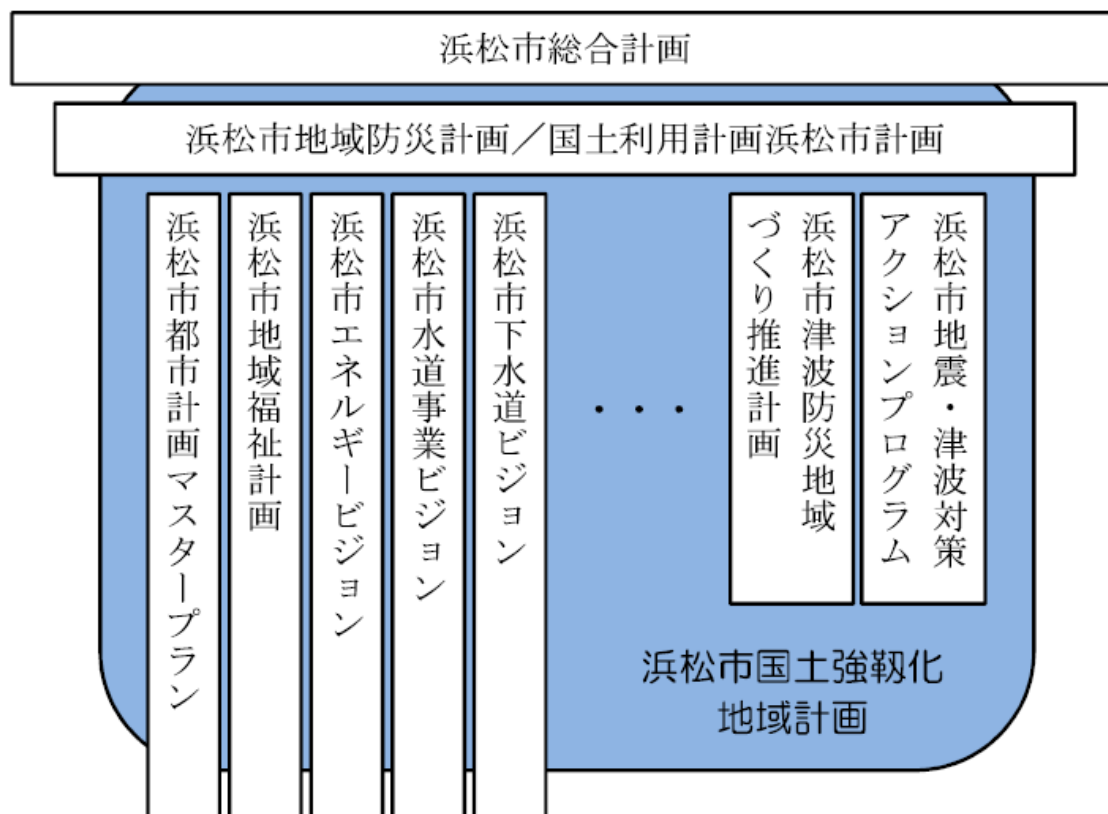 浜松市総合計画
浜松市地域防災計画／国土利用計画浜松市計画
浜松市都市計画マスタープラン
浜松市地域福祉計画
浜松市エネルギービジョン
浜松市水道事業ビジョン
浜松市下水道ビジョン
・・・
浜松市津波防災地域
づくり推進計画
浜松市地震・津波対策
アクションプログラム
浜松市国土強靱化
地域計画